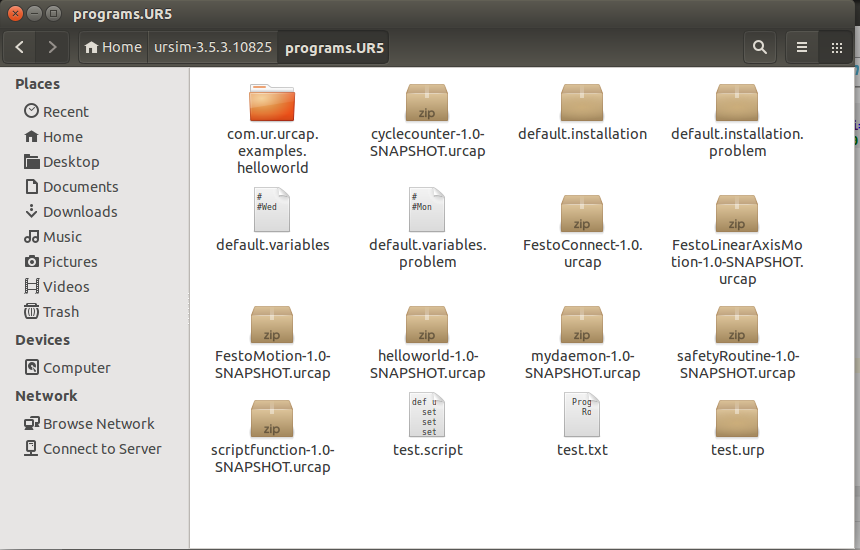 programs.UR5
Home
ursim-3.5.3.10825
programs.UR5
Places
Recent
Home
Desktop
Documents
Downloads
Music
Pictures
Videos
Trash
Devices
Computer
Network
Browse Network
Connect to Server
com.ur.urcap.
examples.
helloworld
zip
cyclecounter-1.0-
SNAPSHOT.urcap
default.installation
default.installation.
problem
#
#Wed
default.variables
#
#Mon
default.variables.
problem
zip
FestoConnect-1.0.
urcap
zip
FestoLinearAxisMo
tion-1.0-SNAPSHOT.
urcap
zip
FestoMotion-1.0-
SNAPSHOT.urcap
zip
helloworld-1.0-
SNAPSHOT.urcap
zip
mydaemon-1.0-
SNAPSHOT.urcap
zip
safetyRoutine-1.0-
SNAPSHOT.urcap
zip
scriptfunction-1.0-
SNAPSHOT.urcap
def u
set
set
set
test.script
Prog
Ro
test.txt
test.urp